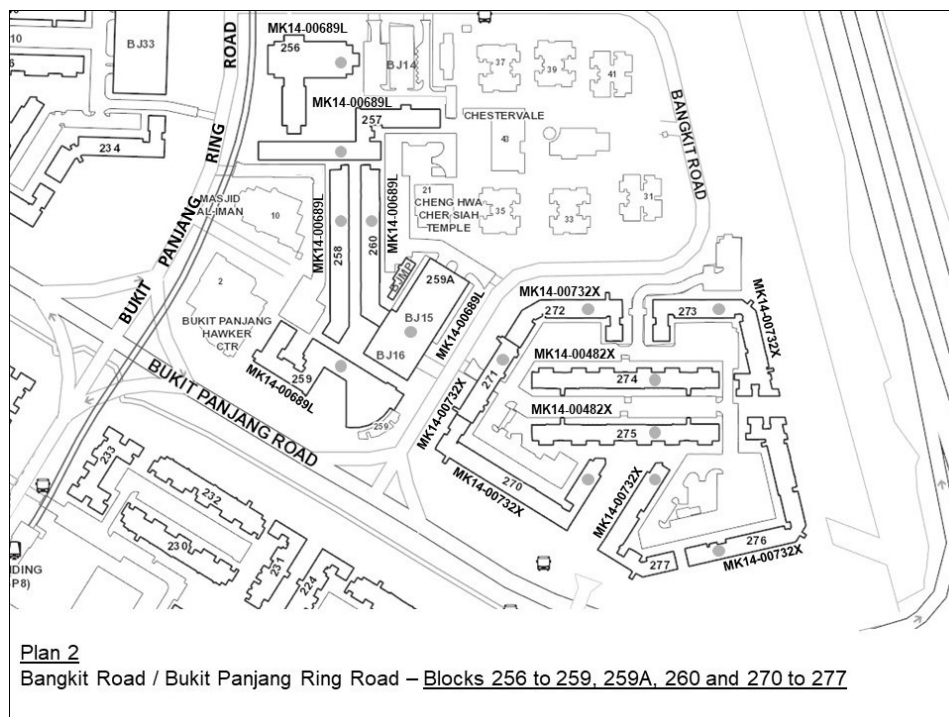 MK14-00689L
256
BJ33
10
ROAD
BJ14
37
39
41
MK14-00689L
257
CHESTERVALE
43
BANGKIT ROAD
234
RING
MASJID
AL-IMAN
10
MK14-00689L
258
260
MK14-00689L
21
CHENG HWA
CHER SIAH
TEMPLE
35
33
31
PANJANG
BUKIT
2
BUKIT PANJANG
HAWKER
CTR
BJMP
259A
BJ15
BJ16
MK14-00689L
MK14-00732X
272
273
MK14-00732X
271
MK14-00482X
274
MK14-00482X
275
259
MK14-00689L
259
BUKIT PANJANG ROAD
MK14-00732X
270
MK14-00732X
MK14-00732X
276
277
MK14-00732X
233
232
230
231
224
NDING
P8)
Plan 2
Bangkit Road / Bukit Panjang Ring Road – Blocks 256 to 259, 259A, 260 and 270 to 277